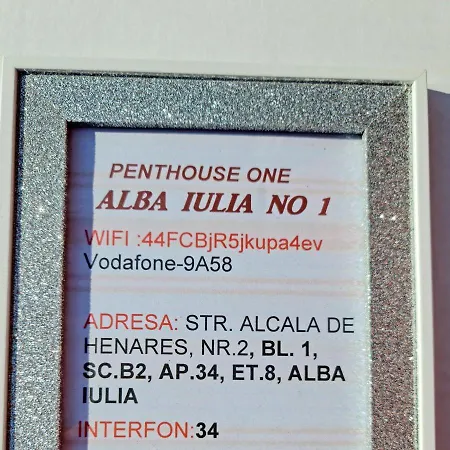 PENTHOUSE ONE
ALBA IULIA NO 1
WIFI :44FCBjR5jkupa4ev
Vodafone-9A58
ADRESA: STR. ALCALA DE
HENARES, NR.2, BL. 1,
SC.B2, AP.34, ET.8, ALBA
IULIA
INTERFON:34